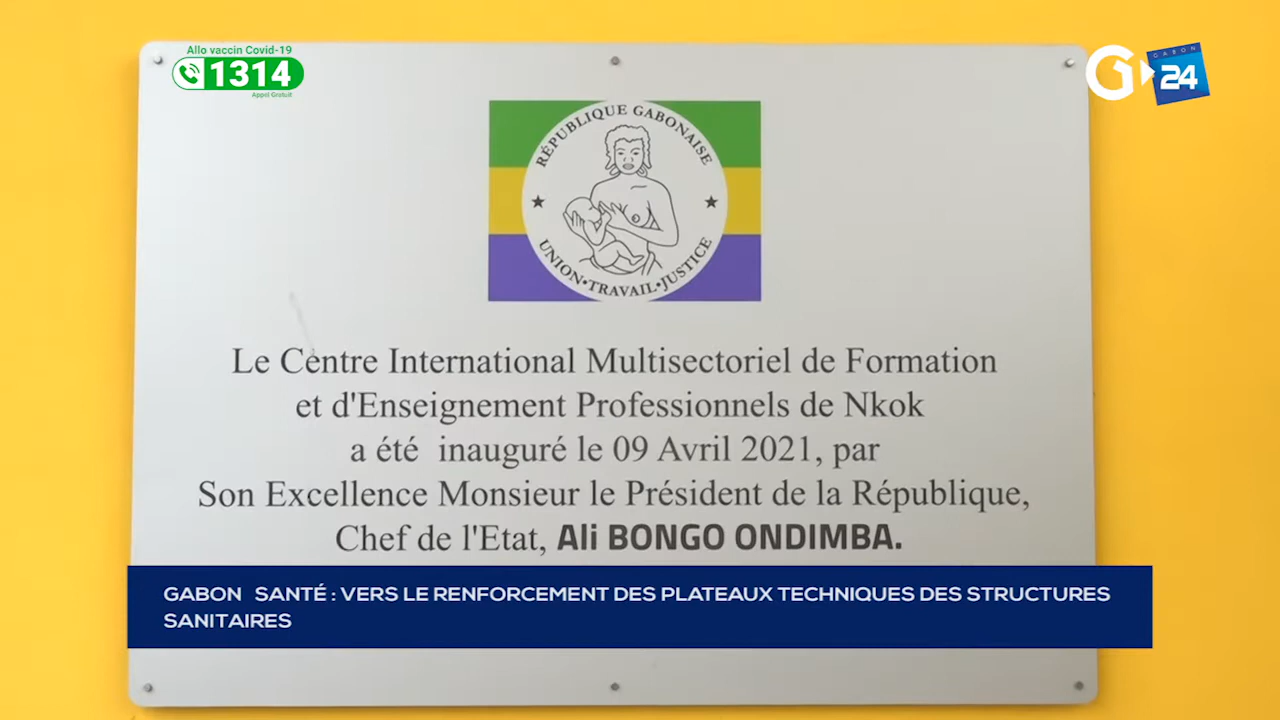 Allo vaccin Covid-19
1314
Appel Gratuit
GABON
24
RÉPUBLIQUE GABONAISE
UNION•TRAVAIL•JUSTICE
Le Centre International Multisectoriel de Formation
et d'Enseignement Professionnels de Nkok
a été inauguré le 09 Avril 2021, par
Son Excellence Monsieur le Président de la République,
Chef de l'Etat, Ali BONGO ONDIMBA.
GABON SANTÉ : VERS LE RENFORCEMENT DES PLATEAUX TECHNIQUES DES STRUCTURES
SANITAIRES